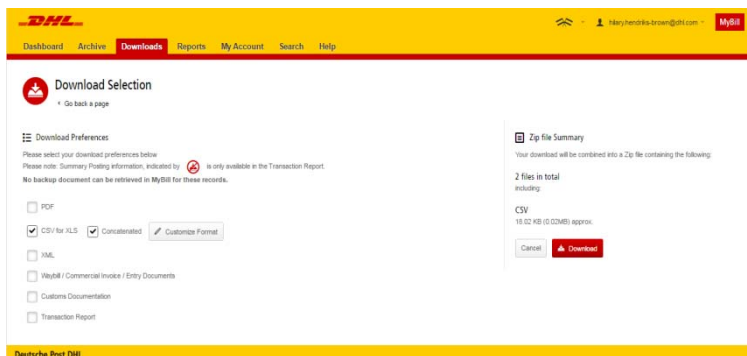 DHL
hilary.hendriks-brown@dhl.com
MyBill
Dashboard Archive Downloads Reports My Account Search Help
Download Selection
Go back a page
Download Preferences
Please select your download preferences below
Please note: Summary Posting information, indicated by is only available in the Transaction Report.
No backup document can be retrieved in MyBill for these records.
PDF
CSV for XLS Concatenated Customize Format
XML
Waybill / Commercial Invoice / Entry Documents
Customs Documentation
Transaction Report
Zip file Summary
Your download will be combined into a Zip file containing the following:
2 files in total
including:
CSV
16.02 KB (0.02MB) approx.
Cancel Download
Deutsche Post DHL